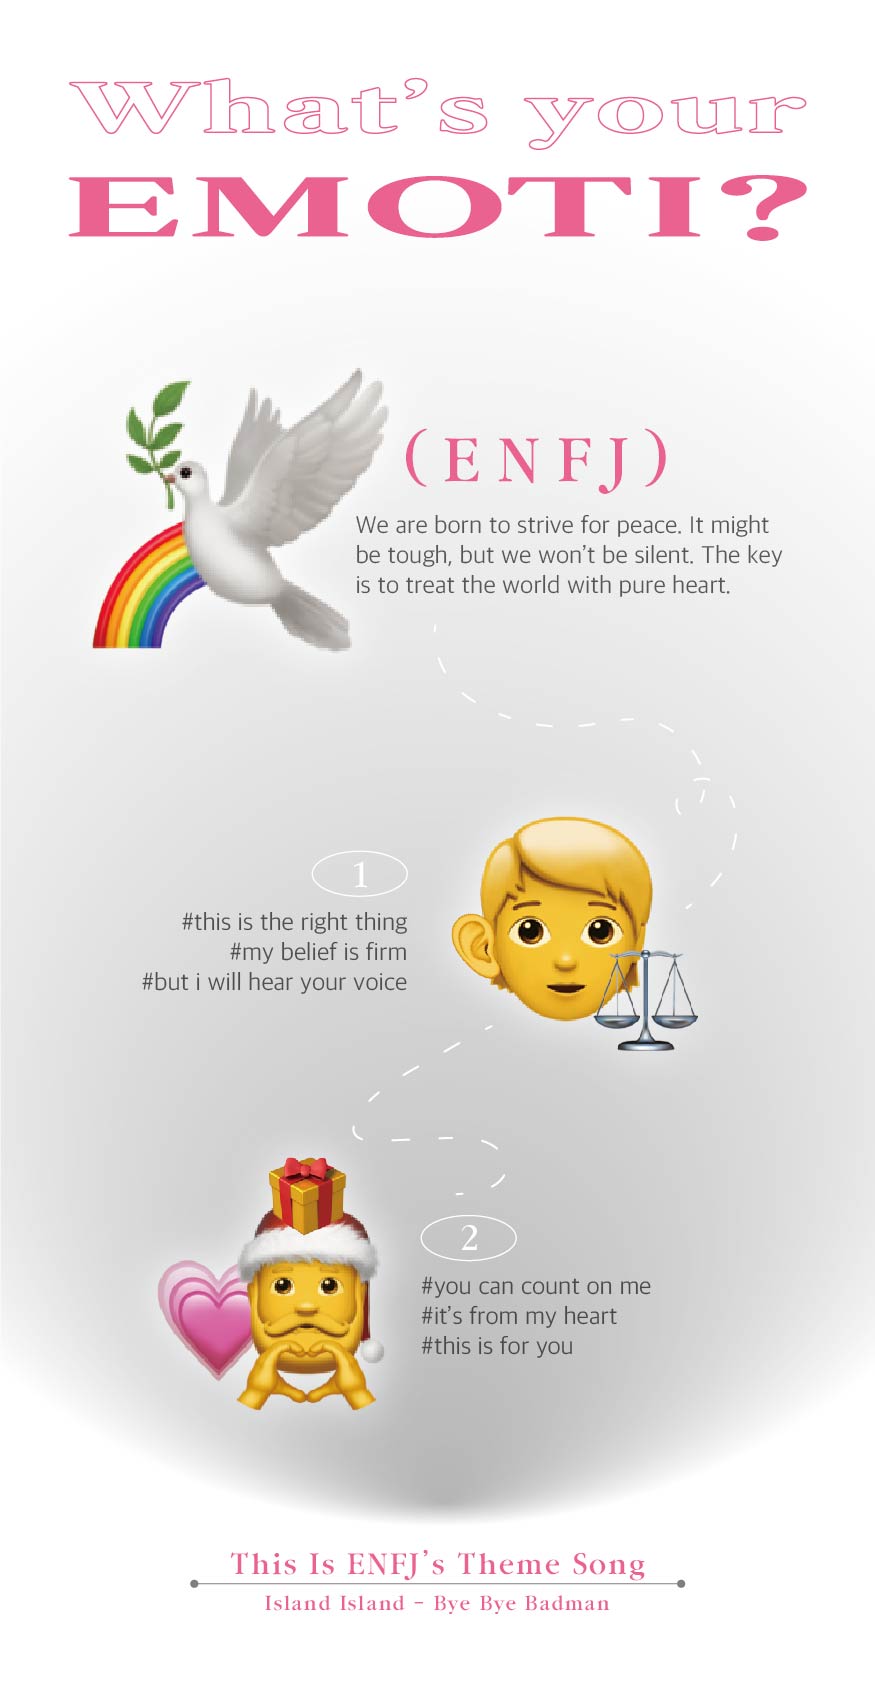 What's your
EMOTI?
(ENFJ)
We are born to strive for peace. It might
be tough, but we won't be silent. The key
is to treat the world with pure heart.
1
#this is the right thing
#my belief is firm
#but i will hear your voice
2
#you can count on me
#it's from my heart
#this is for you
This Is ENFJ's Theme Song
Island Island - Bye Bye Badman